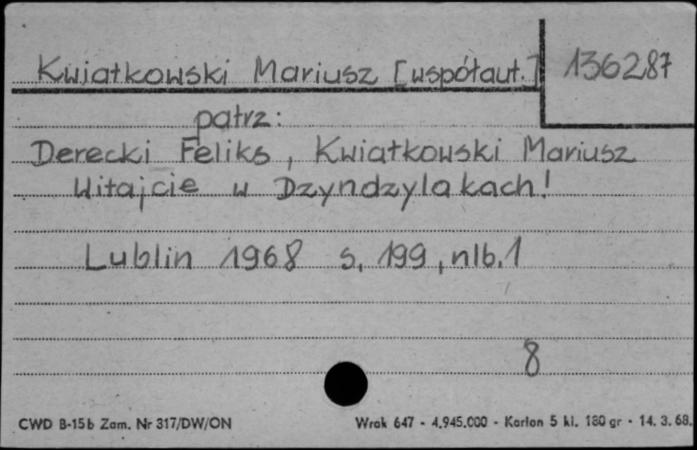 Kwiatkowski Mariusz [współaut.] 136287
patrz:
Derecki Feliks, Kwiatkowski Mariusz
Witajcie w Dzyndzylakach!
Lublin 1968 s. 199, nlb. 1
8
CWD B-15b Zam. Nr 317/DW/ON Wrak 647 - 4.945.000 - Karton 5 kl. 180 gr - 14. 3. 68.